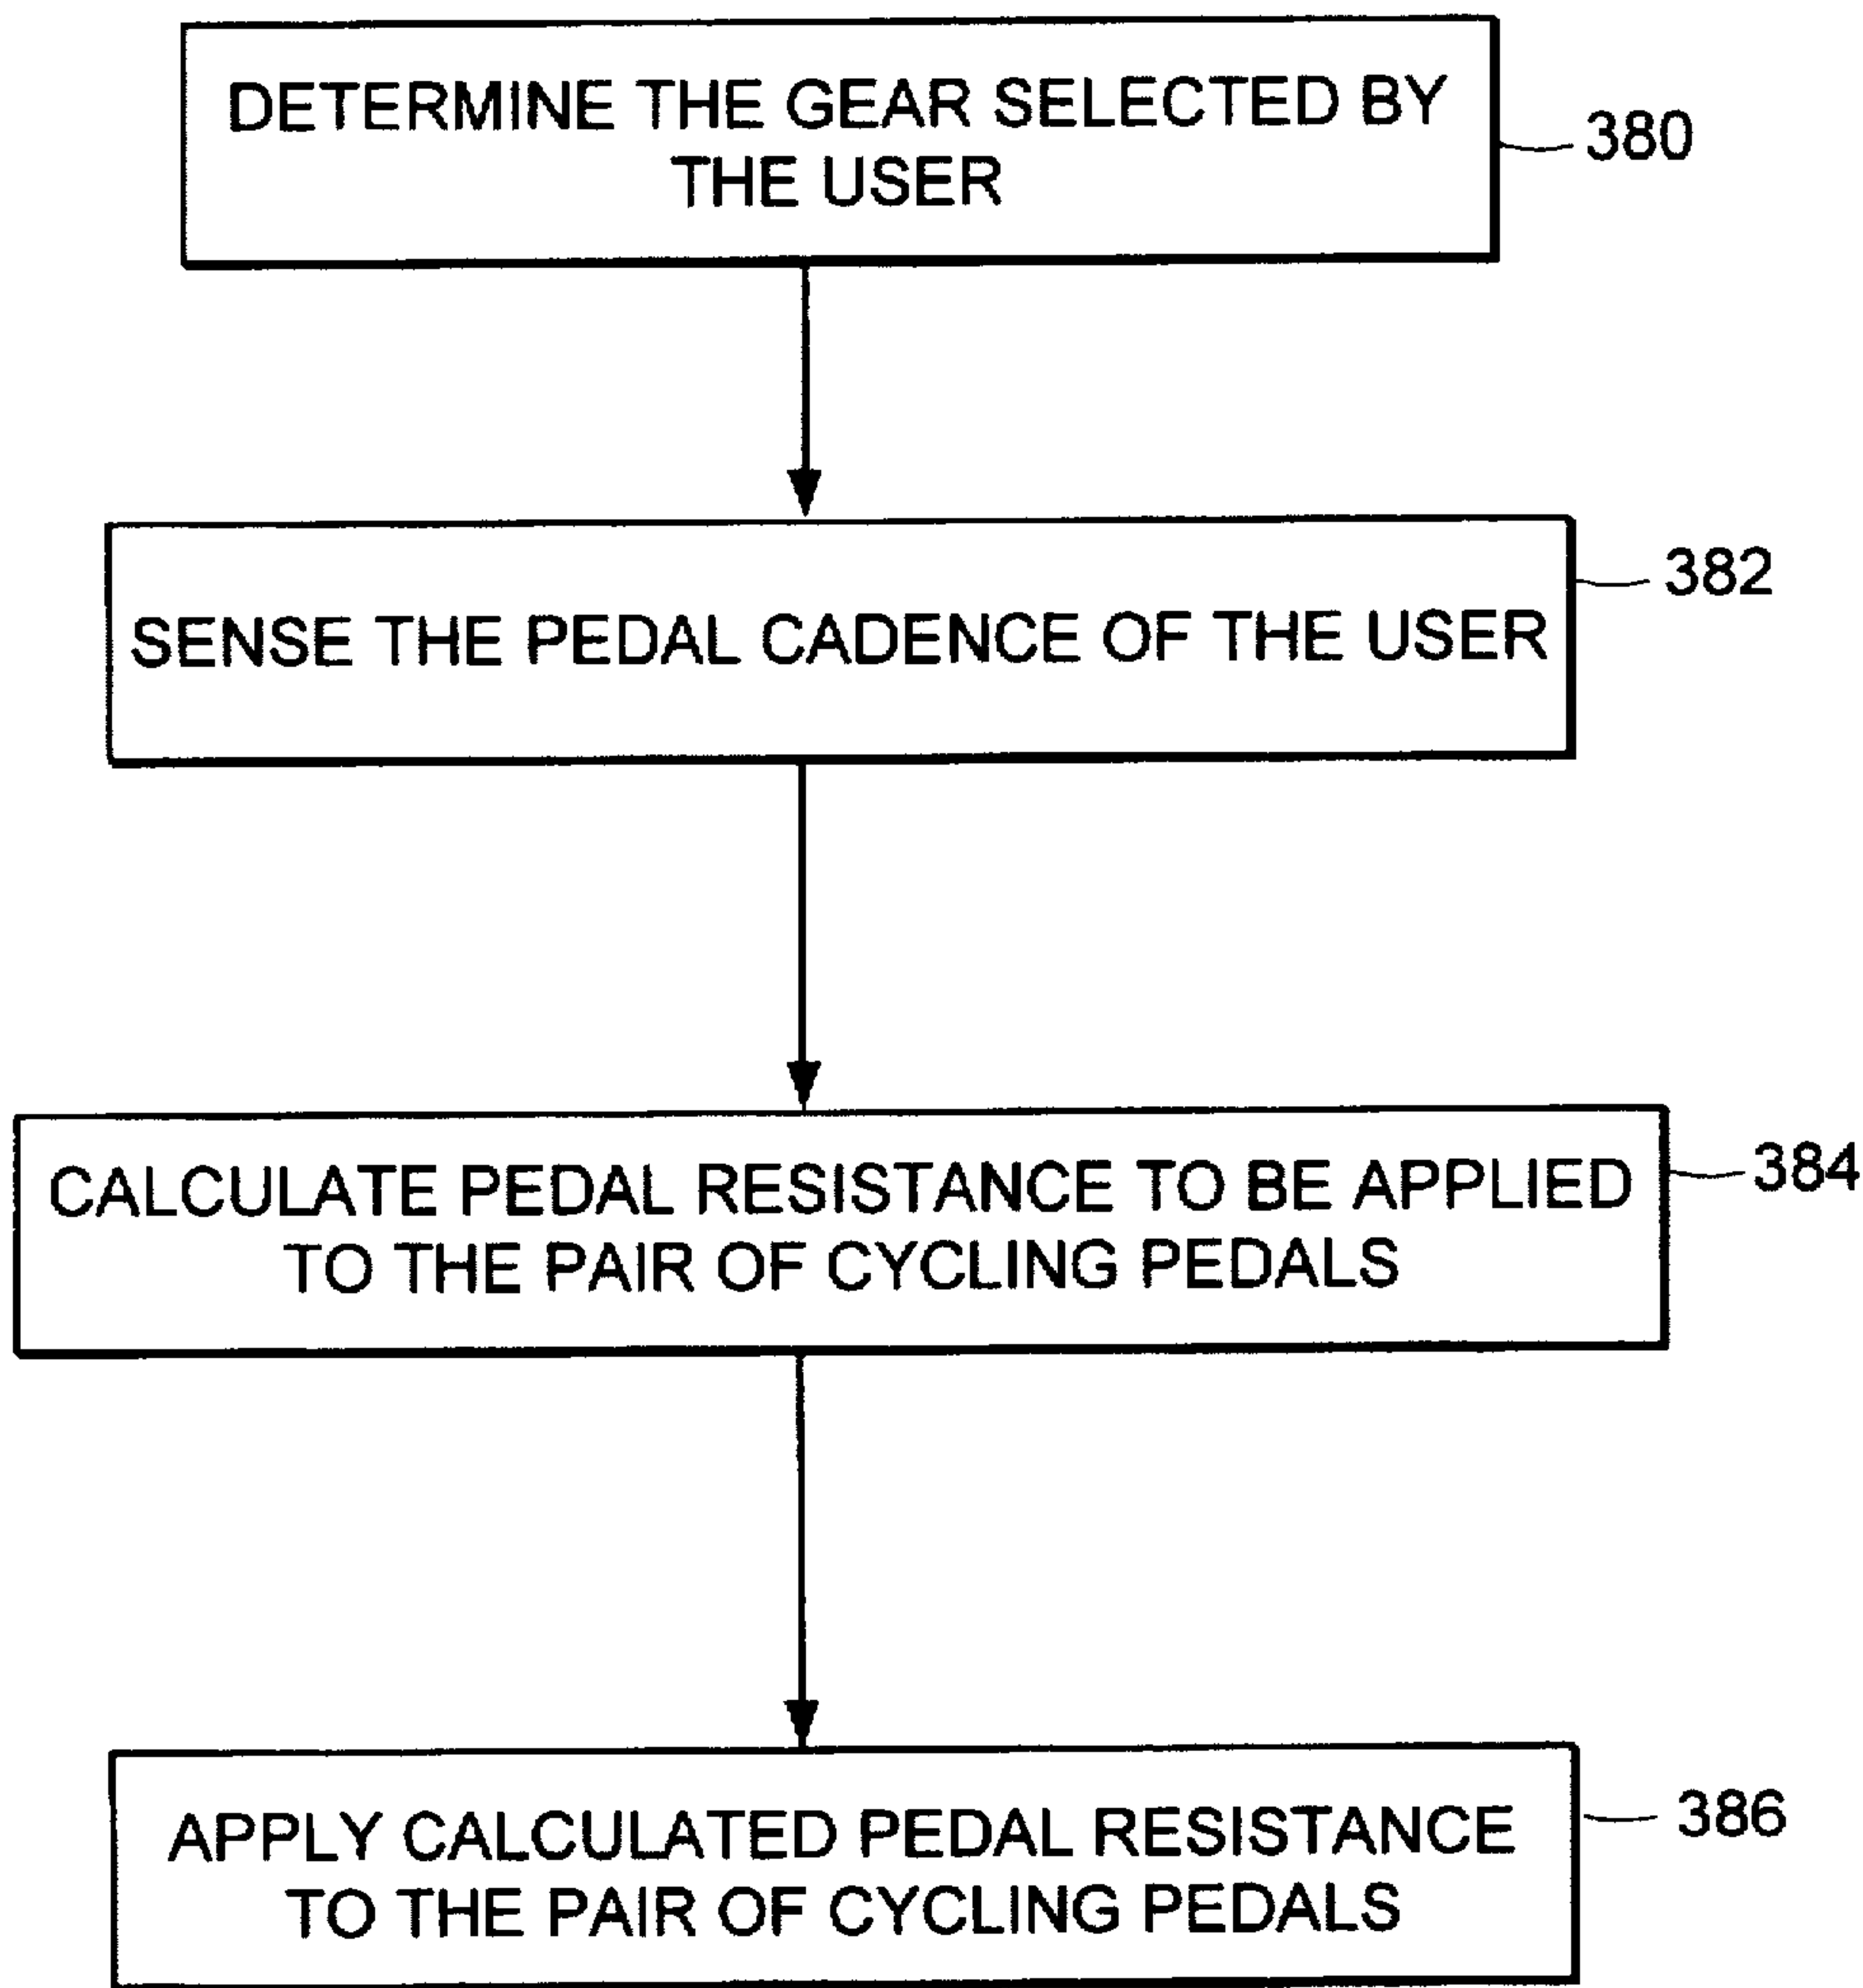 DETERMINE THE GEAR SELECTED BY
THE USER
380
SENSE THE PEDAL CADENCE OF THE USER
382
CALCULATE PEDAL RESISTANCE TO BE APPLIED
TO THE PAIR OF CYCLING PEDALS
384
APPLY CALCULATED PEDAL RESISTANCE
TO THE PAIR OF CYCLING PEDALS
386